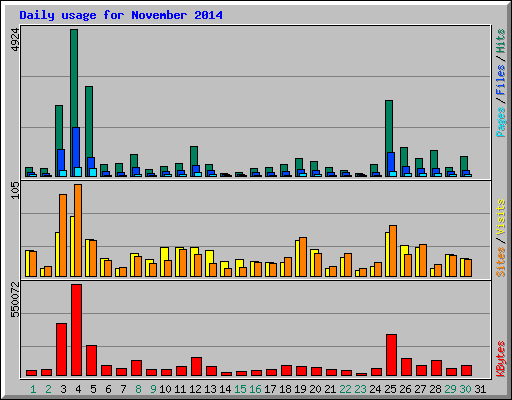 Daily usage for November 2014
4924
Pages / Files / Hits
105
Sites / Visits
550072
KBytes
1 2 3 4 5 6 7 8 9 10 11 12 13 14 15 16 17 18 19 20 21 22 23 24 25 26 27 28 29 30 31